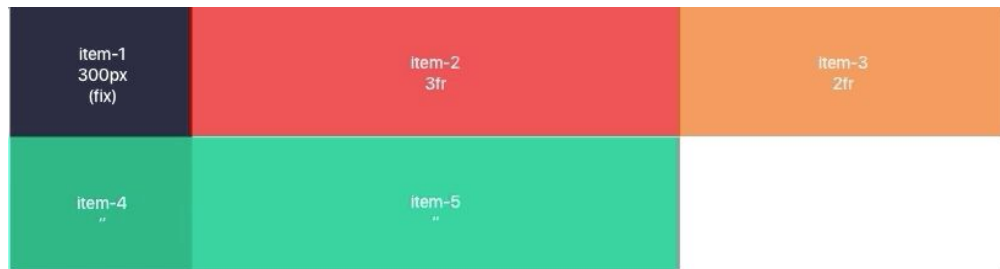 item-1
300px
(fix)
item-2
3fr
item-3
2fr
item-4
"
item-5
"